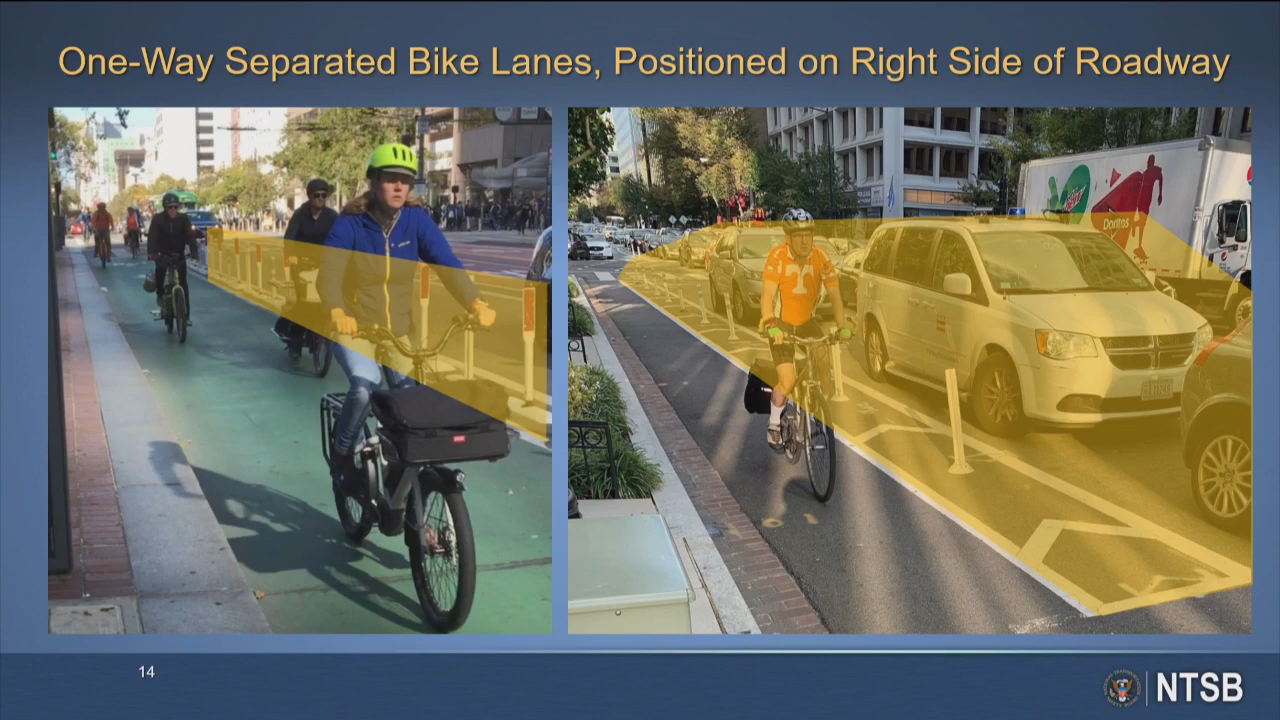 One-Way Separated Bike Lanes, Positioned on Right Side of Roadway
Doritos
T
14
NTSB